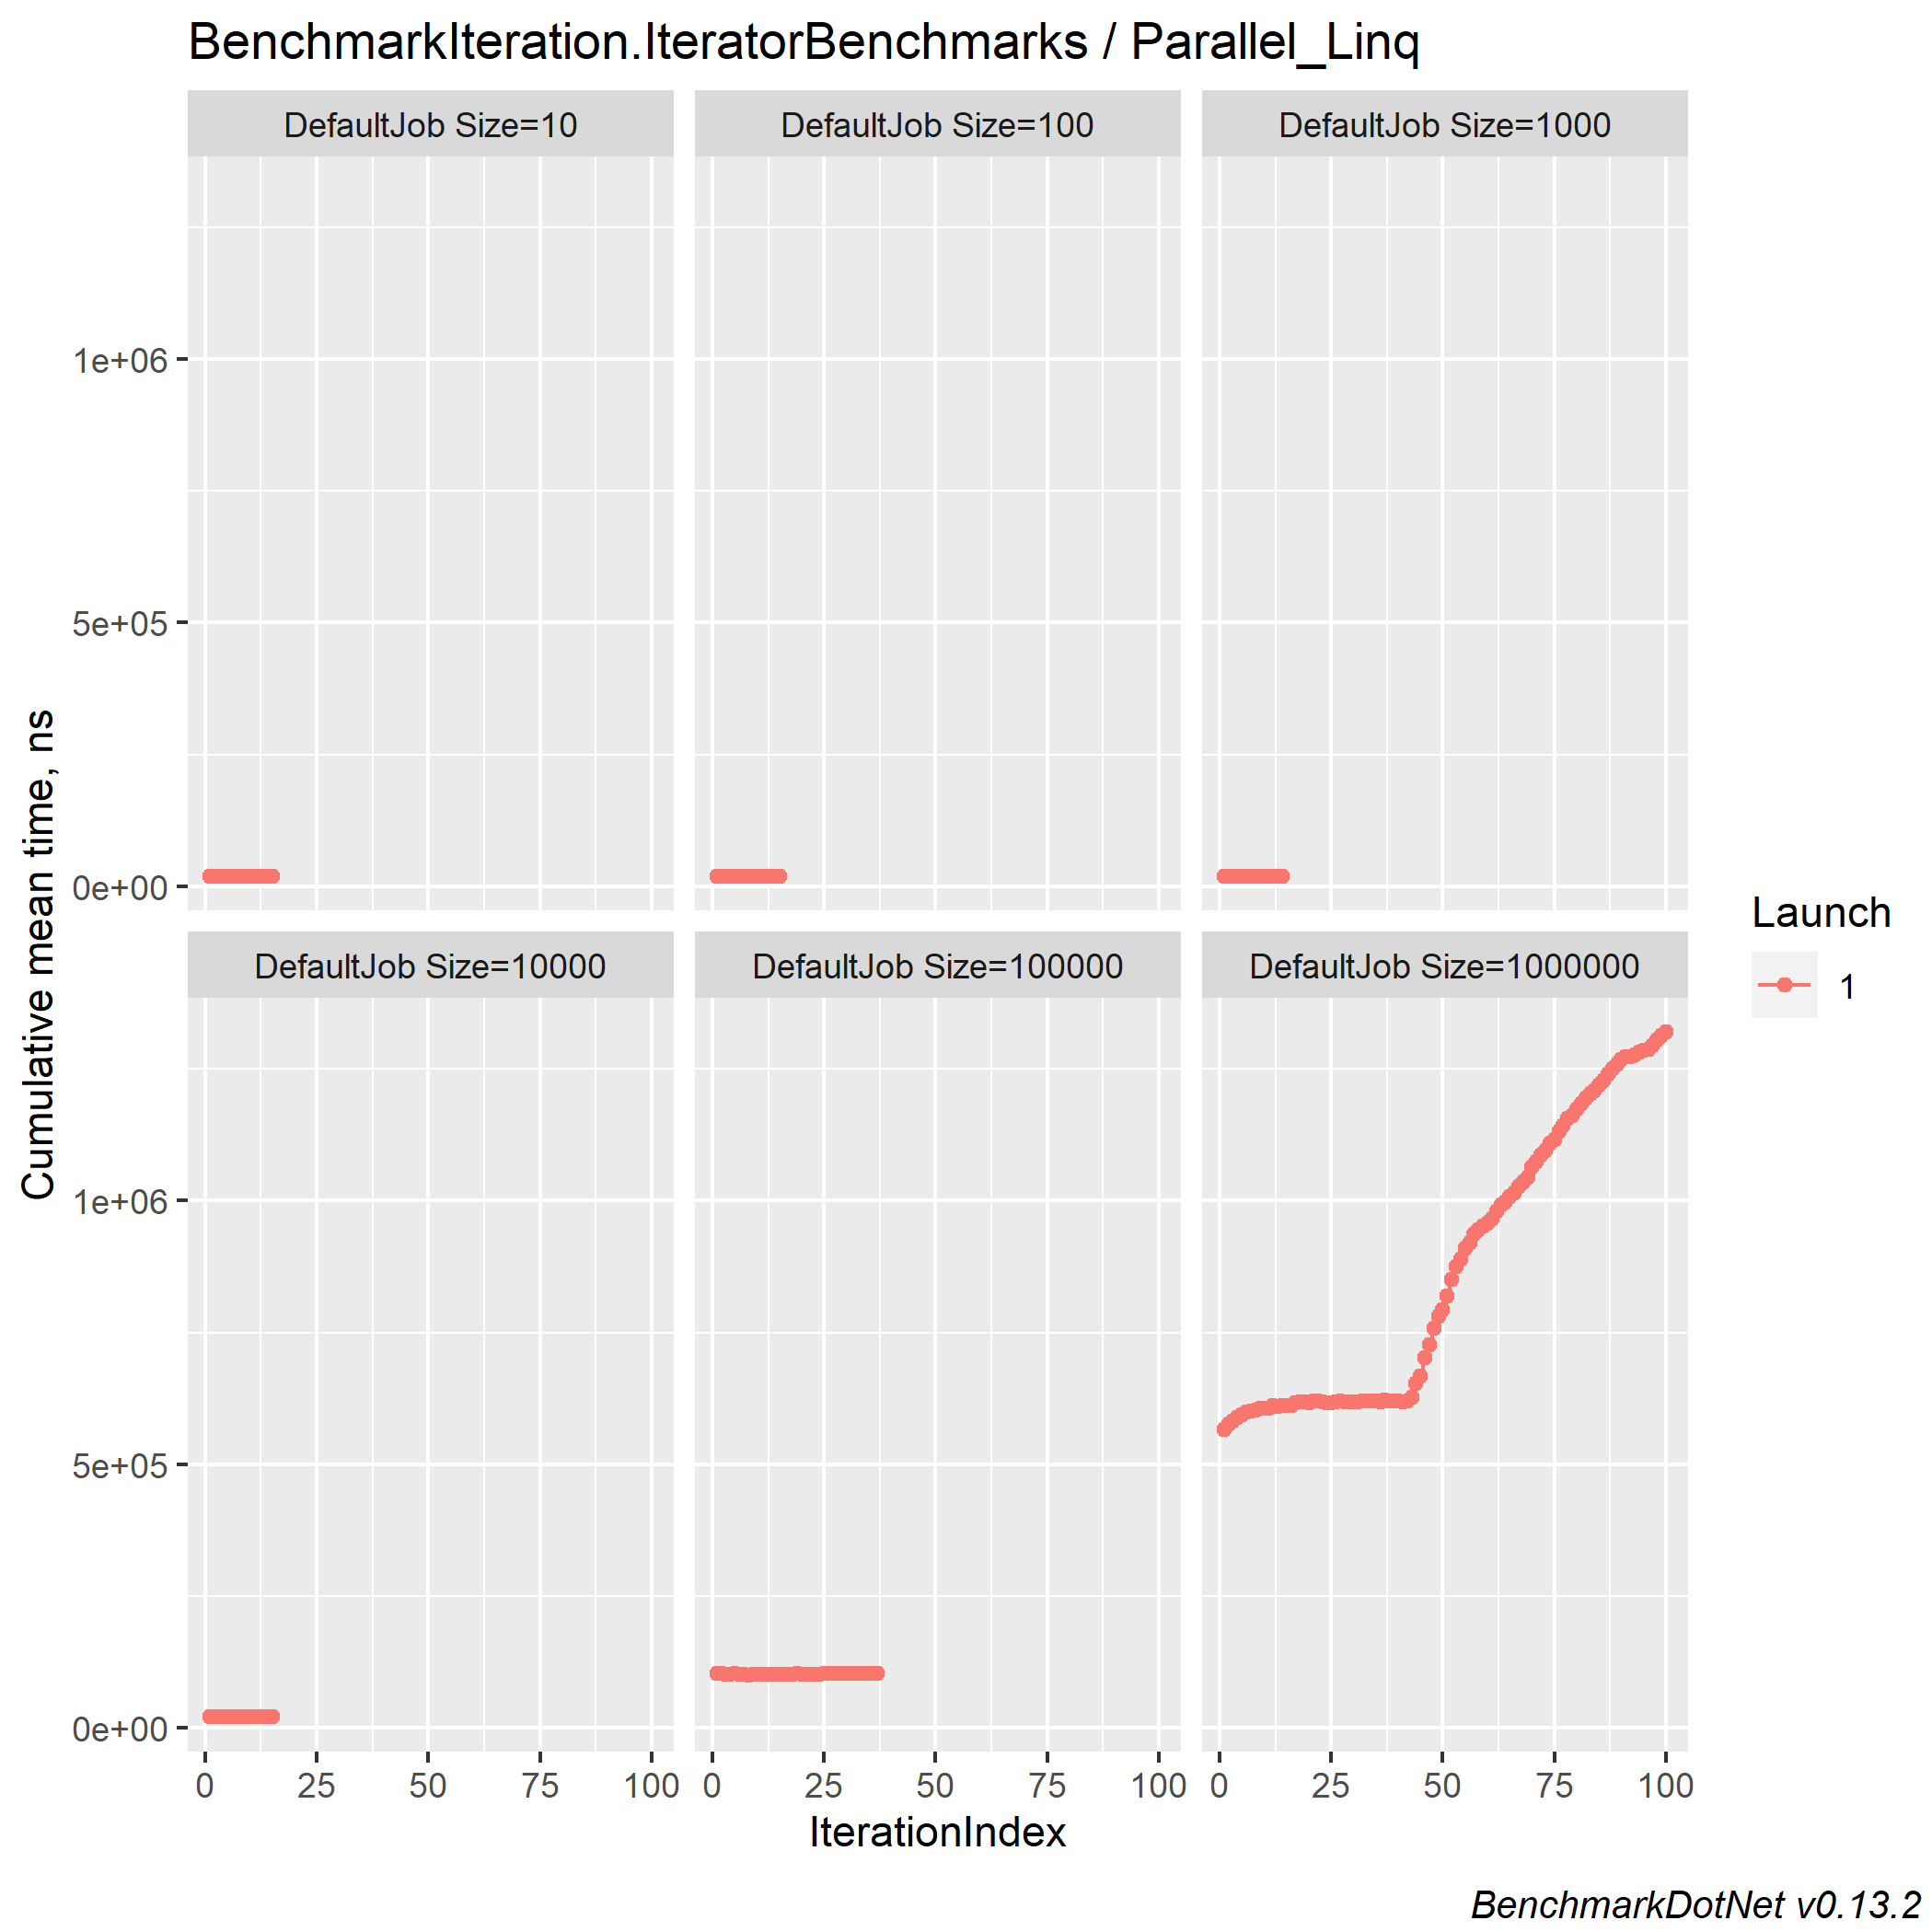 BenchmarkIteration.IteratorBenchmarks / Parallel_Linq
DefaultJob Size=10
DefaultJob Size=100
DefaultJob Size=1000
1e+06
5e+05
0e+00
DefaultJob Size=10000
DefaultJob Size=100000
DefaultJob Size=1000000
1e+06
5e+05
0e+00
0 25 50 75 100
0 25 50 75 100
0 25 50 75 100
IterationIndex
Cumulative mean time, ns
Launch
1
BenchmarkDotNet v0.13.2